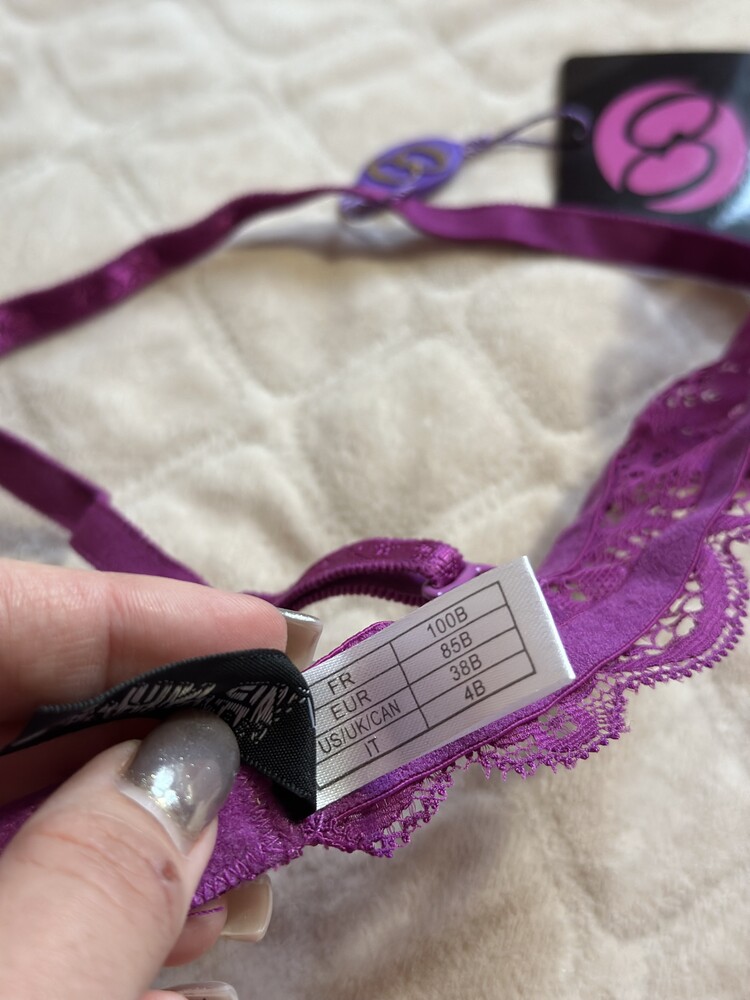 FR 100B
EUR 85B
US/UK/CAN 38B
IT 4B